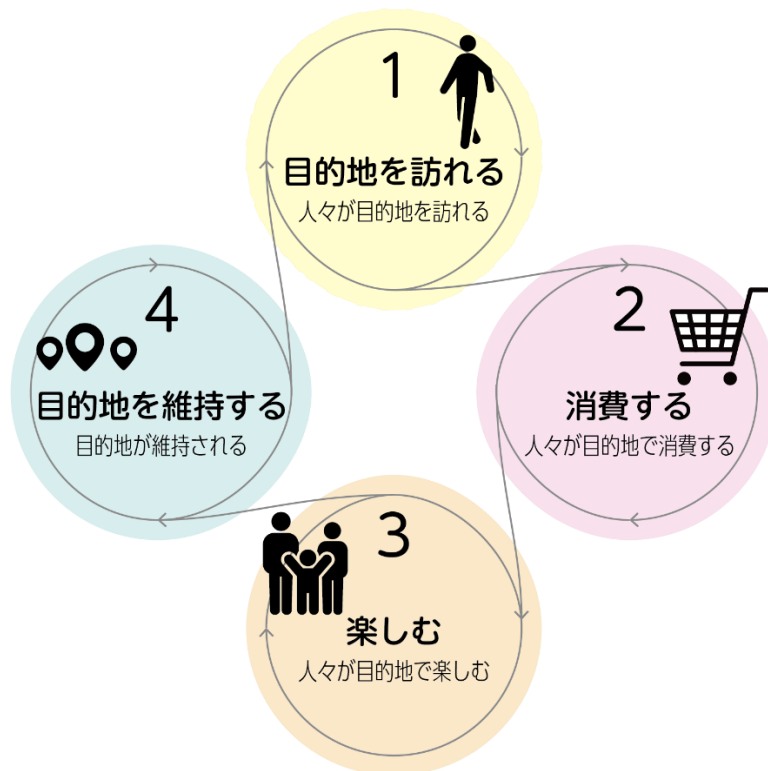 1
目的地を訪れる
人々が目的地を訪れる
2
消費する
人々が目的地で消費する
3
楽しむ
人々が目的地で楽しむ
4
目的地を維持する
目的地が維持される